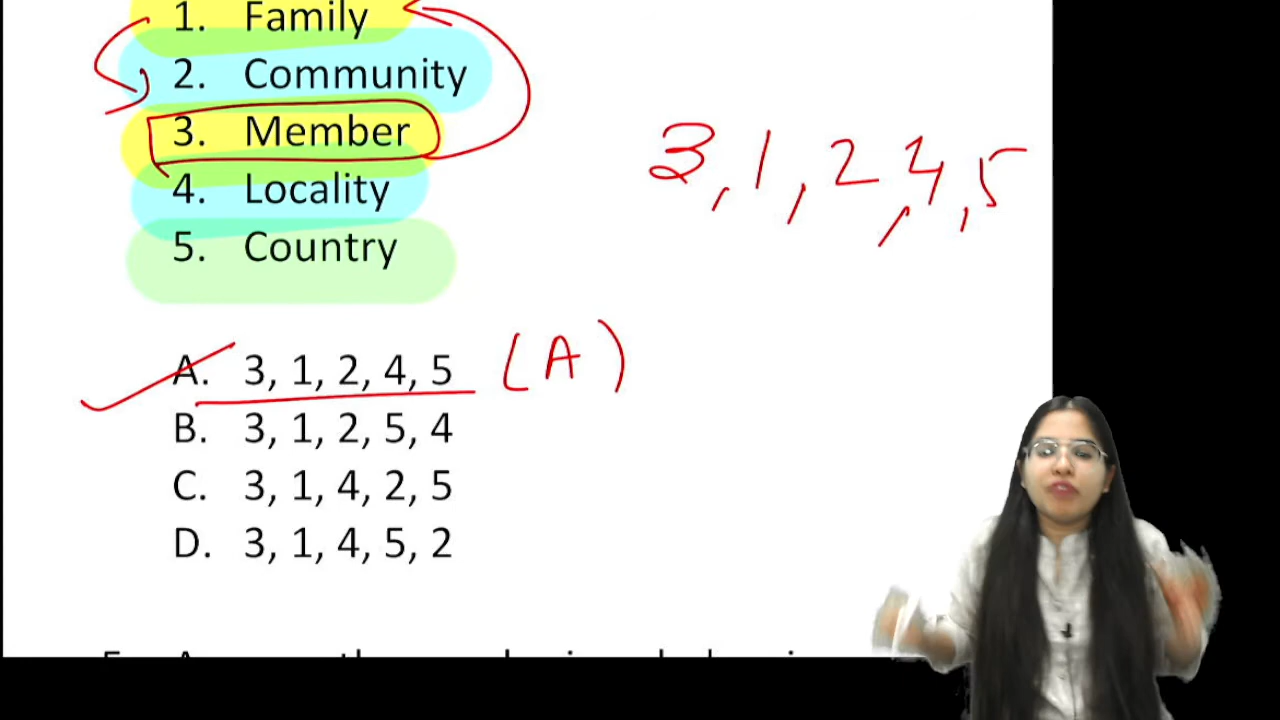 1. Family
2. Community
3. Member
4. Locality
5. Country
3, 1, 2, 4, 5
A. 3, 1, 2, 4, 5 (A)
B. 3, 1, 2, 5, 4
C. 3, 1, 4, 2, 5
D. 3, 1, 4, 5, 2